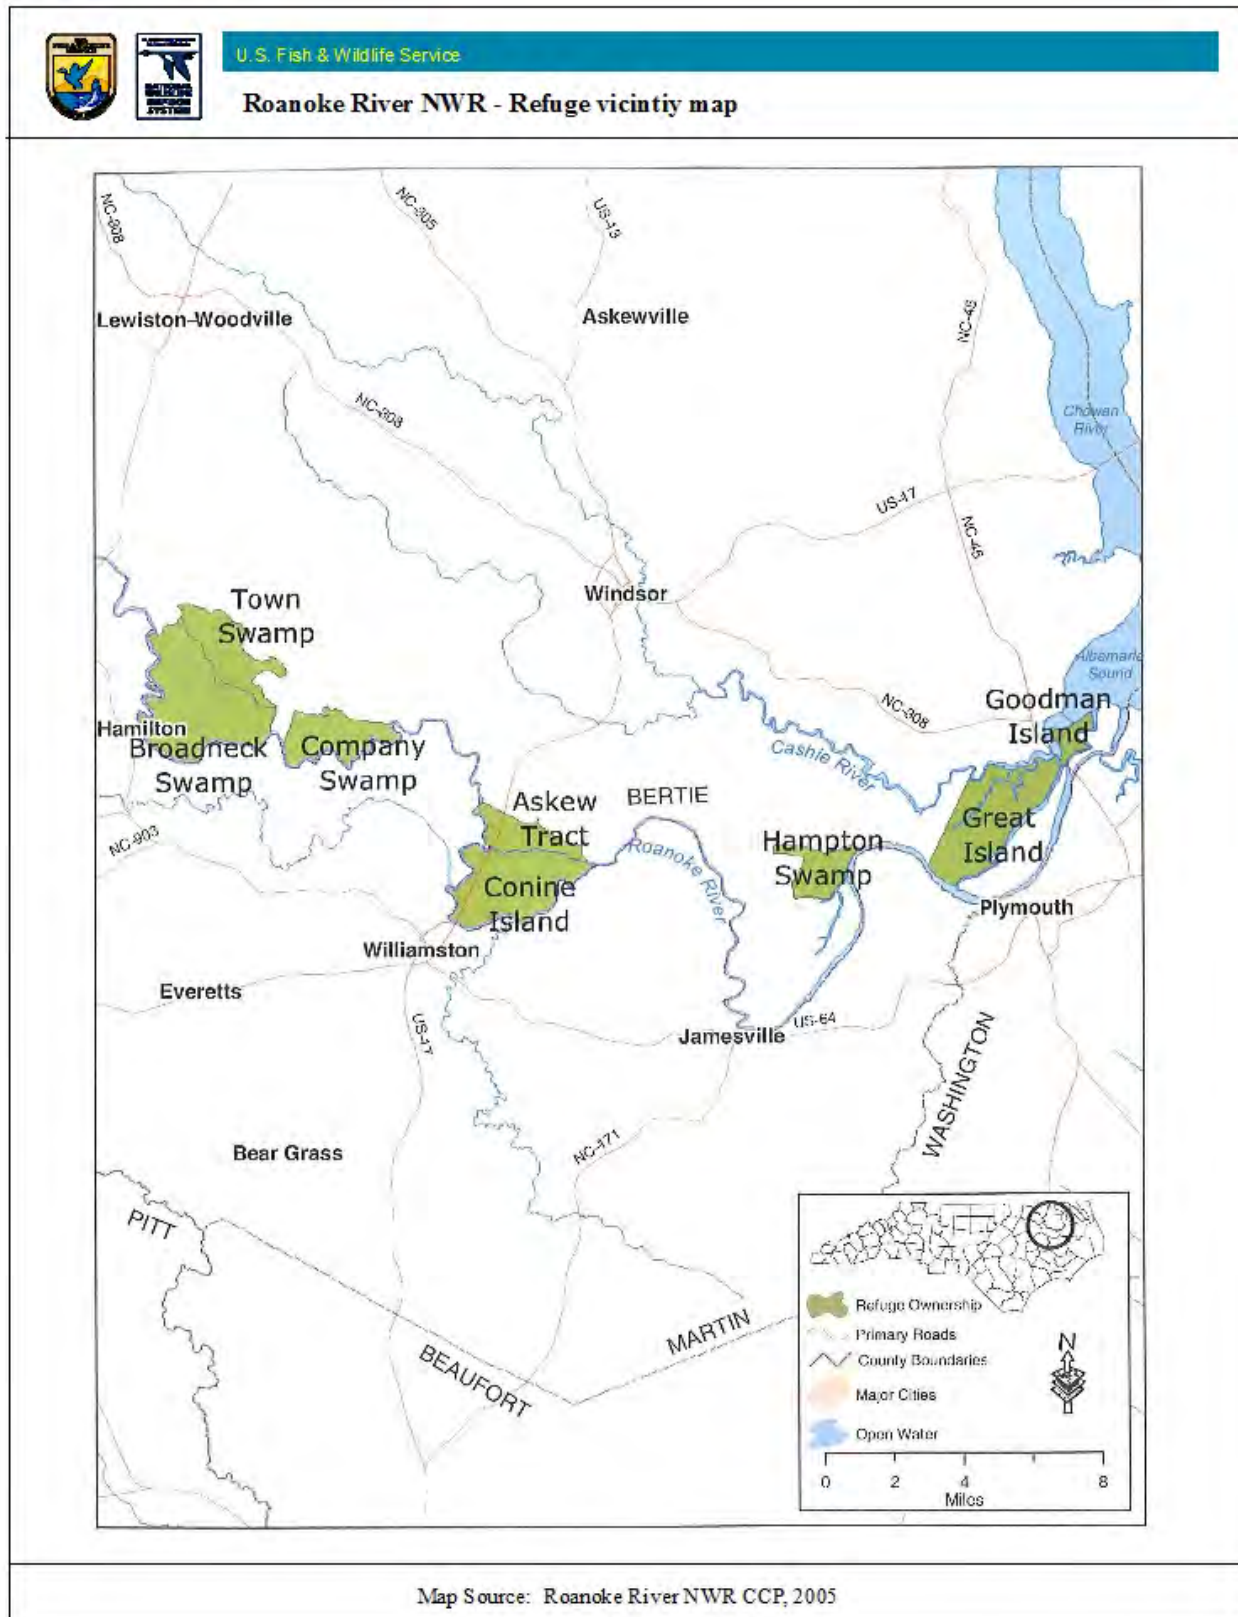 U.S. Fish & Wildlife Service
Roanoke River NWR - Refuge vicintiy map
NC-305
US-13
Lewiston-Woodville
Askewville
NC-45
NC-308
Chowan
River
US-17
NC-45
Windsor
Town
Swamp
Albemarle
Sound
Goodman
Island
NC-308
Hamilton
Broadneck
Swamp
Company
Swamp
Cashie River
Askew
Tract
BERTIE
Great
Island
Hampton
Swamp
NC-903
Roanoke River
Conine
Island
Plymouth
Williamston
Everetts
US-17
Jamesville
US-64
WASHINGTON
Bear Grass
NC-171
PITT
MARTIN
BEAUFORT
Refuge Ownership
Primary Roads
County Boundaries
Major Cities
Open Water
N
0 2 4 8
Miles
Map Source: Roanoke River NWR CCP, 2005